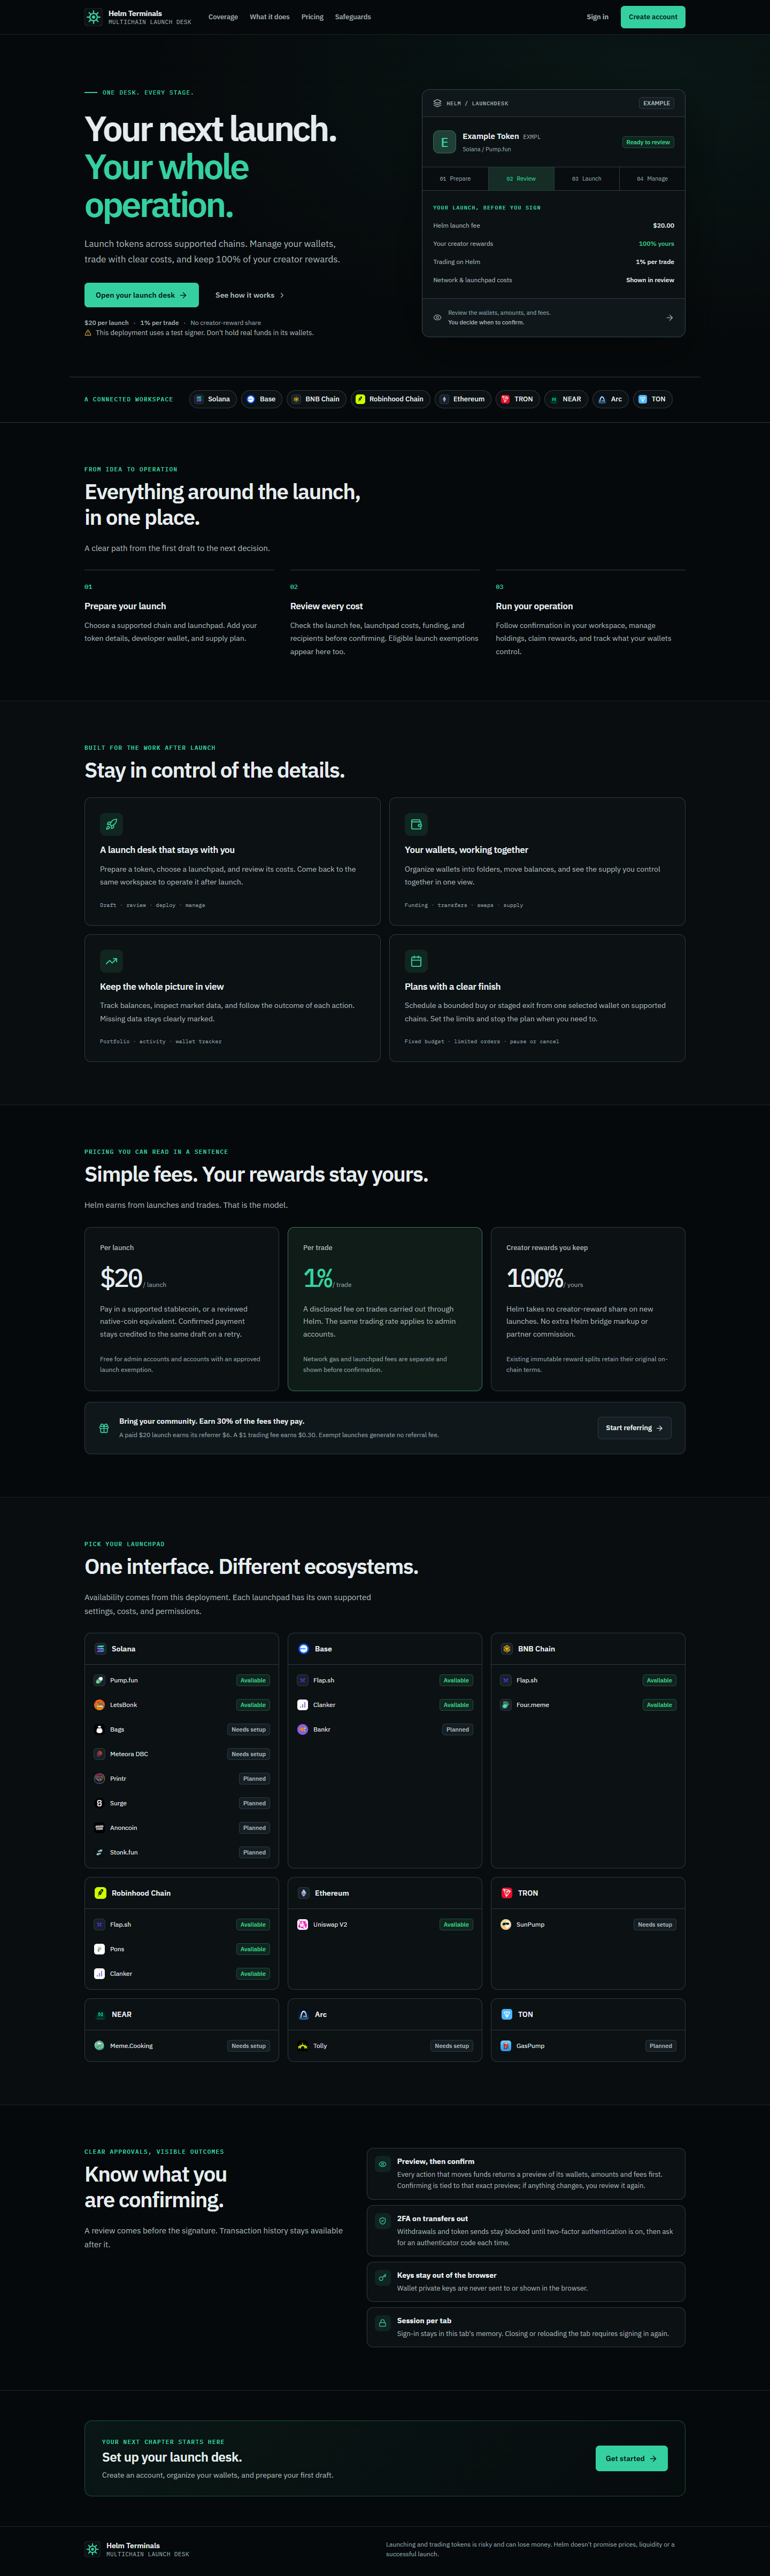 Helm Terminals
MULTICHAIN LAUNCH DESK
Coverage
What it does
Pricing
Safeguards
Sign in
Create account
ONE DESK. EVERY STAGE.
Your next launch.
Your whole
operation.
Launch tokens across supported chains. Manage your wallets,
trade with clear costs, and keep 100% of your creator rewards.
Open your launch desk
See how it works
$20 per launch · 1% per trade · No creator-reward share
This deployment uses a test signer. Don't hold real funds in its wallets.
HELM / LAUNCHDESK
EXAMPLE
E
Example Token EXMPL
Solana / Pump.fun
Ready to review
01 Prepare
02 Review
03 Launch
04 Manage
YOUR LAUNCH, BEFORE YOU SIGN
Helm launch fee
$20.00
Your creator rewards
100% yours
Trading on Helm
1% per trade
Network & launchpad costs
Shown in review
Review the wallets, amounts, and fees.
You decide when to confirm.
A CONNECTED WORKSPACE
Solana
Base
BNB Chain
Robinhood Chain
Ethereum
TRON
NEAR
Arc
TON
FROM IDEA TO OPERATION
Everything around the launch,
in one place.
A clear path from the first draft to the next decision.
01
Prepare your launch
Choose a supported chain and launchpad. Add your
token details, developer wallet, and supply plan.
02
Review every cost
Check the launch fee, launchpad costs, funding, and
recipients before confirming. Eligible launch exemptions
appear here too.
03
Run your operation
Follow confirmation in your workspace, manage
holdings, claim rewards, and track what your wallets
control.
BUILT FOR THE WORK AFTER LAUNCH
Stay in control of the details.
A launch desk that stays with you
Prepare a token, choose a launchpad, and review its costs. Come back to the
same workspace to operate it after launch.
Draft · review · deploy · manage
Your wallets, working together
Organize wallets into folders, move balances, and see the supply you control
together in one view.
Funding · transfers · swaps · supply
Keep the whole picture in view
Track balances, inspect market data, and follow the outcome of each action.
Missing data stays clearly marked.
Portfolio · activity · wallet tracker
Plans with a clear finish
Schedule a bounded buy or staged exit from one selected wallet on supported
chains. Set the limits and stop the plan when you need to.
Fixed budget · limited orders · pause or cancel
PRICING YOU CAN READ IN A SENTENCE
Simple fees. Your rewards stay yours.
Helm earns from launches and trades. That is the model.
Per launch
$20 / launch
Pay in a supported stablecoin, or a reviewed
native-coin equivalent. Confirmed payment
stays credited to the same draft on a retry.
Free for admin accounts and accounts with an approved
launch exemption.
Per trade
1% / trade
A disclosed fee on trades carried out through
Helm. The same trading rate applies to admin
accounts.
Network gas and launchpad fees are separate and
shown before confirmation.
Creator rewards you keep
100% / yours
Helm takes no creator-reward share on new
launches. No extra Helm bridge markup or
partner commission.
Existing immutable reward splits retain their original on-
chain terms.
Bring your community. Earn 30% of the fees they pay.
A paid $20 launch earns its referrer $6. A $1 trading fee earns $0.30. Exempt launches generate no referral fee.
Start referring
PICK YOUR LAUNCHPAD
One interface. Different ecosystems.
Availability comes from this deployment. Each launchpad has its own supported
settings, costs, and permissions.
Solana
Pump.fun
Available
LetsBonk
Available
Bags
Needs setup
Meteora DBC
Needs setup
Printr
Planned
Surge
Planned
Anoncoin
Planned
Stonk.fun
Planned
Base
Flap.sh
Available
Clanker
Available
Bankr
Planned
BNB Chain
Flap.sh
Available
Four.meme
Available
Robinhood Chain
Flap.sh
Available
Pons
Available
Clanker
Available
Ethereum
Uniswap V2
Available
TRON
SunPump
Needs setup
NEAR
Meme.Cooking
Needs setup
Arc
Tolly
Needs setup
TON
GasPump
Planned
CLEAR APPROVALS, VISIBLE OUTCOMES
Know what you
are confirming.
A review comes before the signature. Transaction history stays available
after it.
Preview, then confirm
Every action that moves funds returns a preview of its wallets, amounts and fees first.
Confirming is tied to that exact preview; if anything changes, you review it again.
2FA on transfers out
Withdrawals and token sends stay blocked until two-factor authentication is on, then ask
for an authenticator code each time.
Keys stay out of the browser
Wallet private keys are never sent to or shown in the browser.
Session per tab
Sign-in stays in this tab's memory. Closing or reloading the tab requires signing in again.
YOUR NEXT CHAPTER STARTS HERE
Set up your launch desk.
Create an account, organize your wallets, and prepare your first draft.
Get started
Helm Terminals
MULTICHAIN LAUNCH DESK
Launching and trading tokens is risky and can lose money. Helm doesn't promise prices, liquidity or a
successful launch.